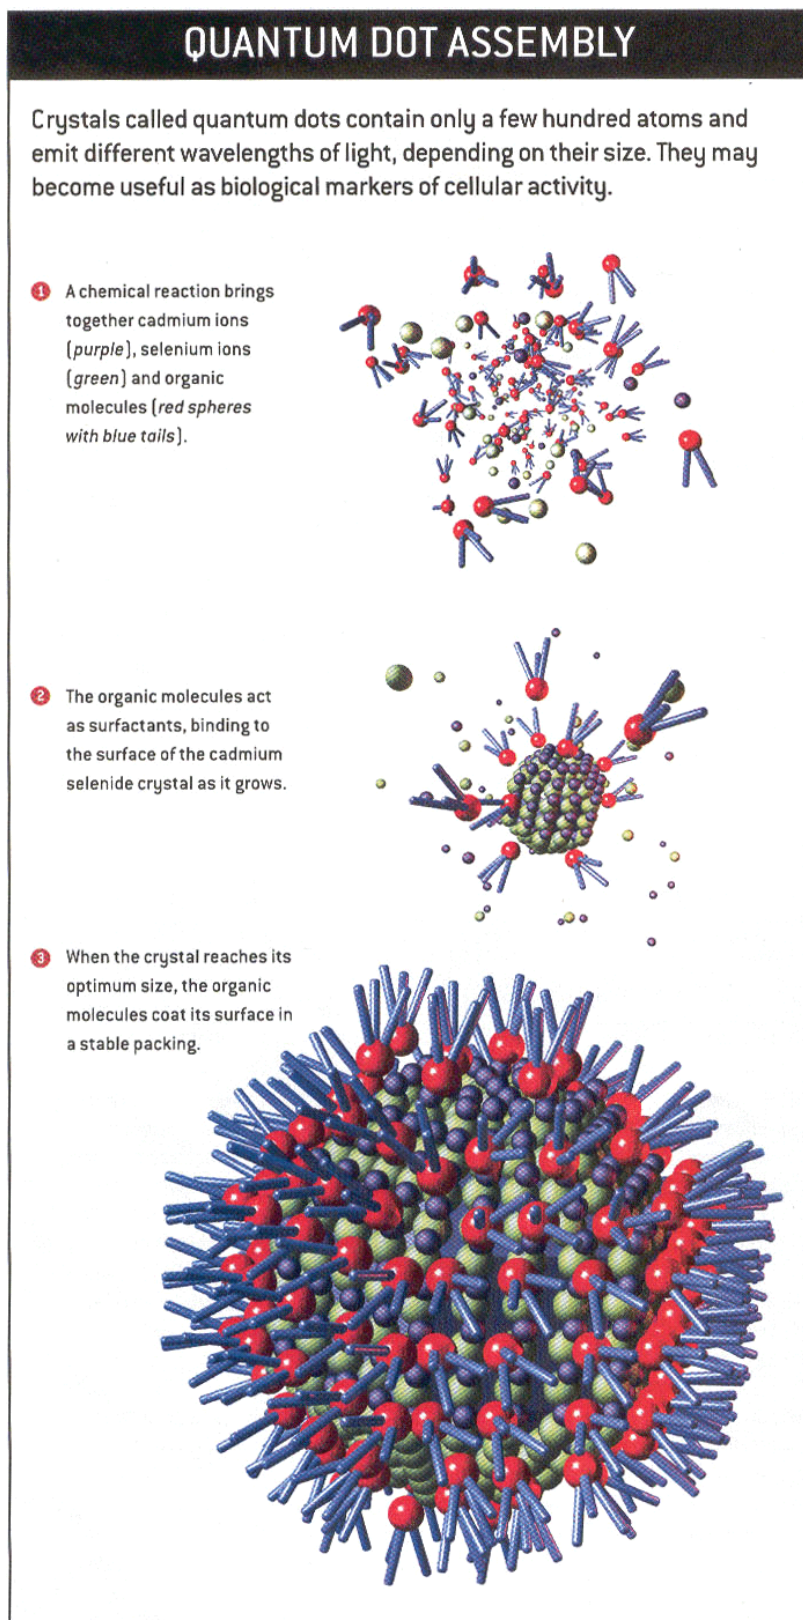 QUANTUM DOT ASSEMBLY
Crystals called quantum dots contain only a few hundred atoms and
emit different wavelengths of light, depending on their size. They may
become useful as biological markers of cellular activity.
1 A chemical reaction brings
together cadmium ions
(purple), selenium ions
(green) and organic
molecules (red spheres
with blue tails).
2 The organic molecules act
as surfactants, binding to
the surface of the cadmium
selenide crystal as it grows.
3 When the crystal reaches its
optimum size, the organic
molecules coat its surface in
a stable packing.